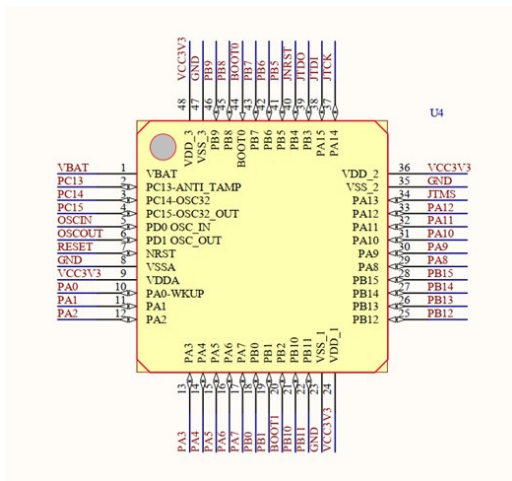 VCC3V3
GND
PB9
PB8
BOOT0
PB7
PB6
PB5
JNRST
JTDO
JTDI
JTCK
48
47
46
45
44
43
42
41
40
39
38
37
U4
VDD_3
VSS_3
PB9
PB8
BOOT0
PB7
PB6
PB5
PB4
PB3
PA15
PA14
VBAT 1 VBAT
PC13 2 PC13-ANTI_TAMP
PC14 3 PC14-OSC32
PC15 4 PC15-OSC32_OUT
OSCIN 5 PD0 OSC_IN
OSCOUT 6 PD1 OSC_OUT
RESET 7 NRST
GND 8 VSSA
VCC3V3 9 VDDA
PA0 10 PA0-WKUP
PA1 11 PA1
PA2 12 PA2
VDD_2 36 VCC3V3
VSS_2 35 GND
PA13 34 JTMS
PA12 33 PA12
PA11 32 PA11
PA10 31 PA10
PA9 30 PA9
PA8 29 PA8
PB15 28 PB15
PB14 27 PB14
PB13 26 PB13
PB12 25 PB12
PA3
PA4
PA5
PA6
PA7
PB0
PB1
PB2
PB10
PB11
VSS_1
VDD_1
13
14
15
16
17
18
19
20
21
22
23
24
PA3
PA4
PA5
PA6
PA7
PB0
PB1
BOOT1
PB10
PB11
GND
VCC3V3